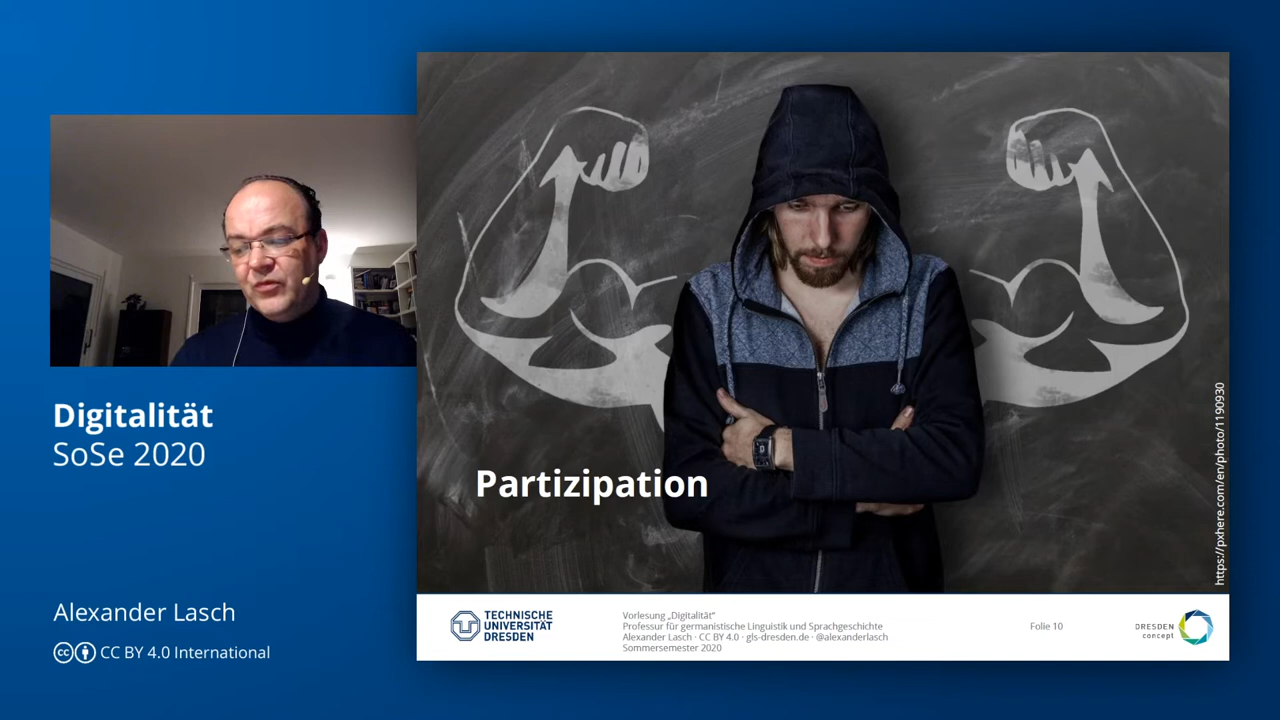 Digitalität
SoSe 2020
Alexander Lasch
CC BY 4.0 International
Partizipation
https://pxhere.com/en/photo/1190930
TECHNISCHE
UNIVERSITÄT
DRESDEN
Vorlesung „Digitalität“
Professur für germanistische Linguistik und Sprachgeschichte
Alexander Lasch · CC BY 4.0 · gls-dresden.de · @alexanderlasch
Sommersemester 2020
Folie 10
DRESDEN
concept